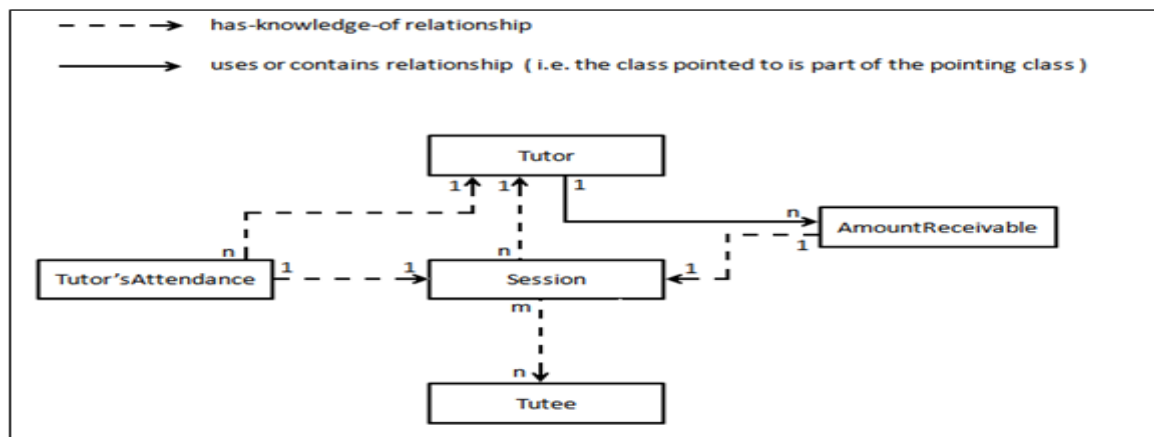 has-knowledge-of relationship
uses or contains relationship ( i.e. the class pointed to is part of the pointing class )
Tutor
1 1 1
n
AmountReceivable
1
n n
Tutor'sAttendance
1 1
Session
1
m
n
Tutee